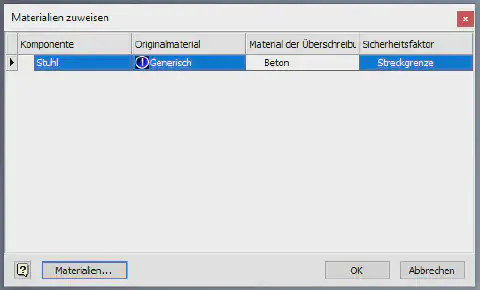 Materialien zuweisen
Komponente Originalmaterial Material der Überschreibu Sicherheitsfaktor
Stuhl Generisch Beton Streckgrenze
Materialien... OK Abbrechen